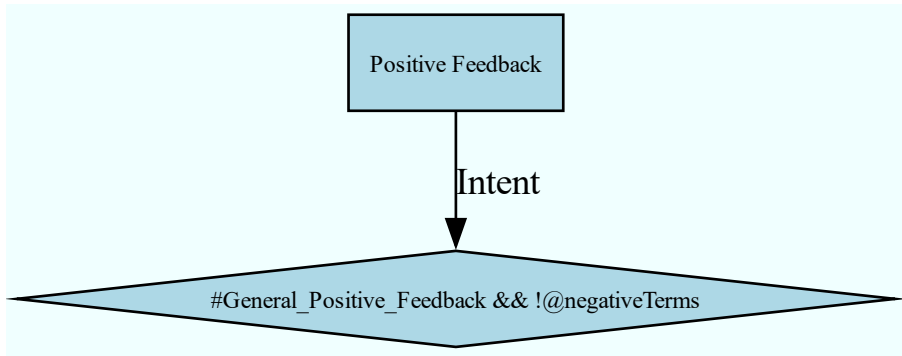 Positive Feedback
Intent
#General_Positive_Feedback && !@negativeTerms